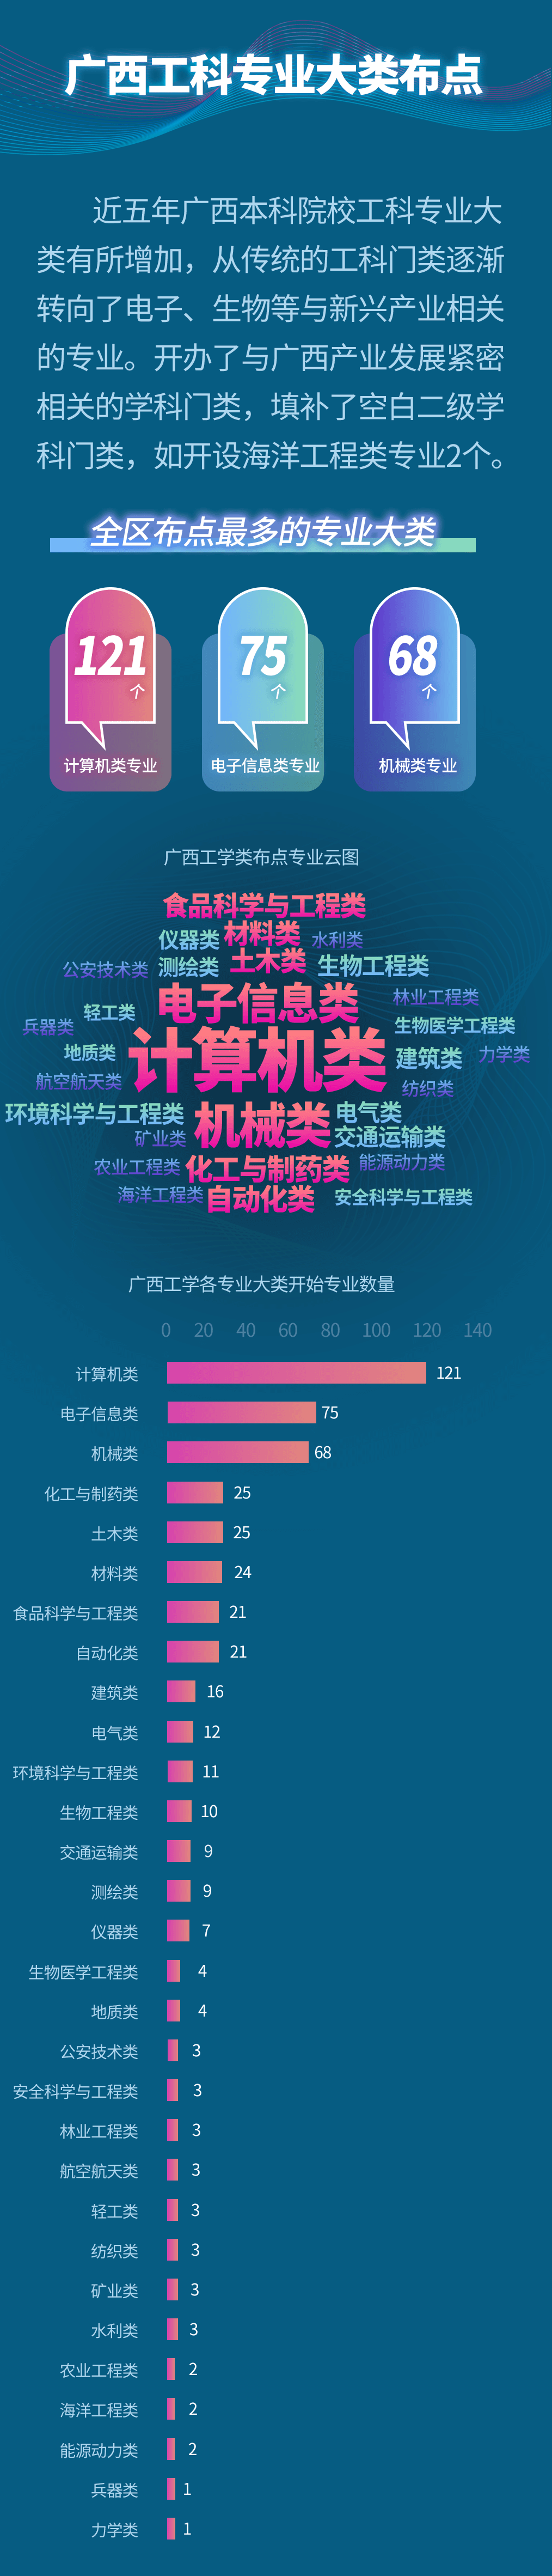 广西工科专业大类布点
近五年广西本科院校工科专业大
类有所增加，从传统的工科门类逐渐
转向了电子、生物等与新兴产业相关
的专业。开办了与广西产业发展紧密
相关的学科门类，填补了空白二级学
科门类，如开设海洋工程类专业2个。
全区布点最多的专业大类
121 75 68
个 个 个
计算机类专业 电子信息类专业 机械类专业
广西工学类布点专业云图
食品科学与工程类
仪器类 材料类 水利类
公安技术类 测绘类 土木类 生物工程类
电子信息类 林业工程类
兵器类 轻工类 生物医学工程类
地质类 计算机类 建筑类 力学类
航空航天类 纺织类
环境科学与工程类 机械类 电气类
矿业类 交通运输类
农业工程类 化工与制药类 能源动力类
海洋工程类 自动化类 安全科学与工程类
广西工学各专业大类开始专业数量
0 20 40 60 80 100 120 140
计算机类 121
电子信息类 75
机械类 68
化工与制药类 25
土木类 25
材料类 24
食品科学与工程类 21
自动化类 21
建筑类 16
电气类 12
环境科学与工程类 11
生物工程类 10
交通运输类 9
测绘类 9
仪器类 7
生物医学工程类 4
地质类 4
公安技术类 3
安全科学与工程类 3
林业工程类 3
航空航天类 3
轻工类 3
纺织类 3
矿业类 3
水利类 3
农业工程类 2
海洋工程类 2
能源动力类 2
兵器类 1
力学类 1